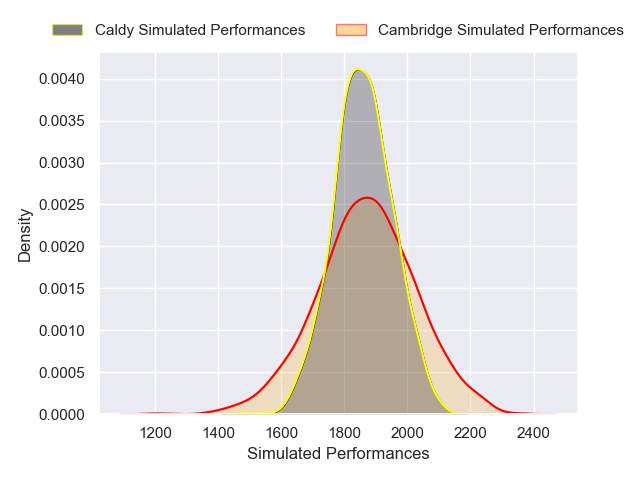 Caldy Simulated Performances
Cambridge Simulated Performances
0.0040
0.0035
0.0030
0.0025
0.0020
0.0015
0.0010
0.0005
0.0000
Density
1200 1400 1600 1800 2000 2200 2400
Simulated Performances